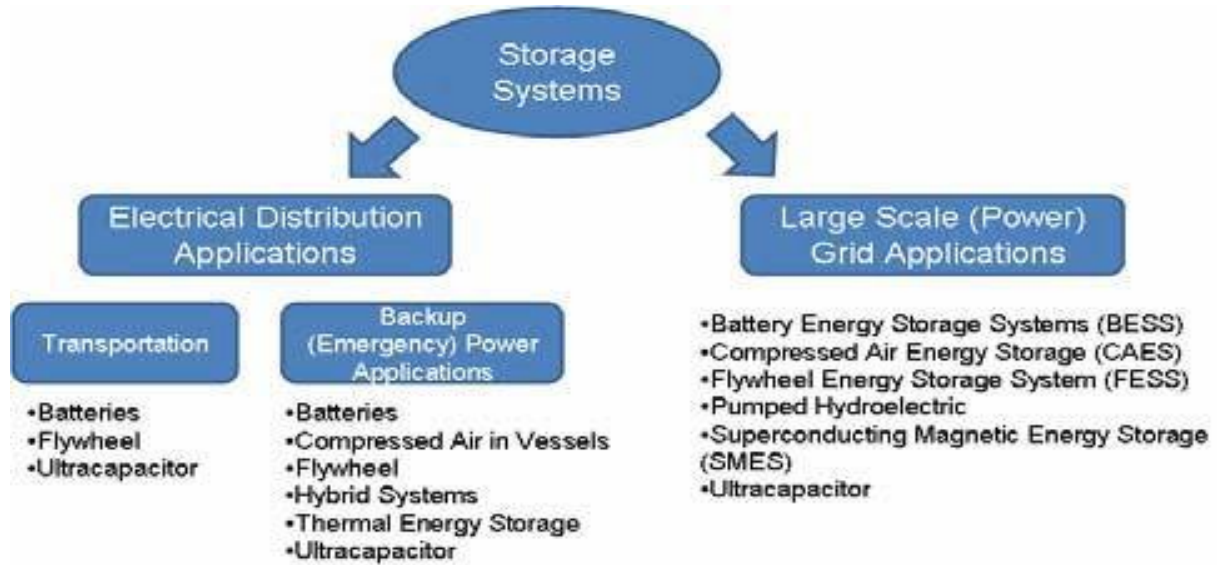 Storage
Systems
Electrical Distribution
Applications
Large Scale (Power)
Grid Applications
Transportation
•Batteries
•Flywheel
•Ultracapacitor
Backup
(Emergency) Power
Applications
•Batteries
•Compressed Air in Vessels
•Flywheel
•Hybrid Systems
•Thermal Energy Storage
•Ultracapacitor
•Battery Energy Storage Systems (BESS)
•Compressed Air Energy Storage (CAES)
•Flywheel Energy Storage System (FESS)
•Pumped Hydroelectric
•Superconducting Magnetic Energy Storage
(SMES)
•Ultracapacitor